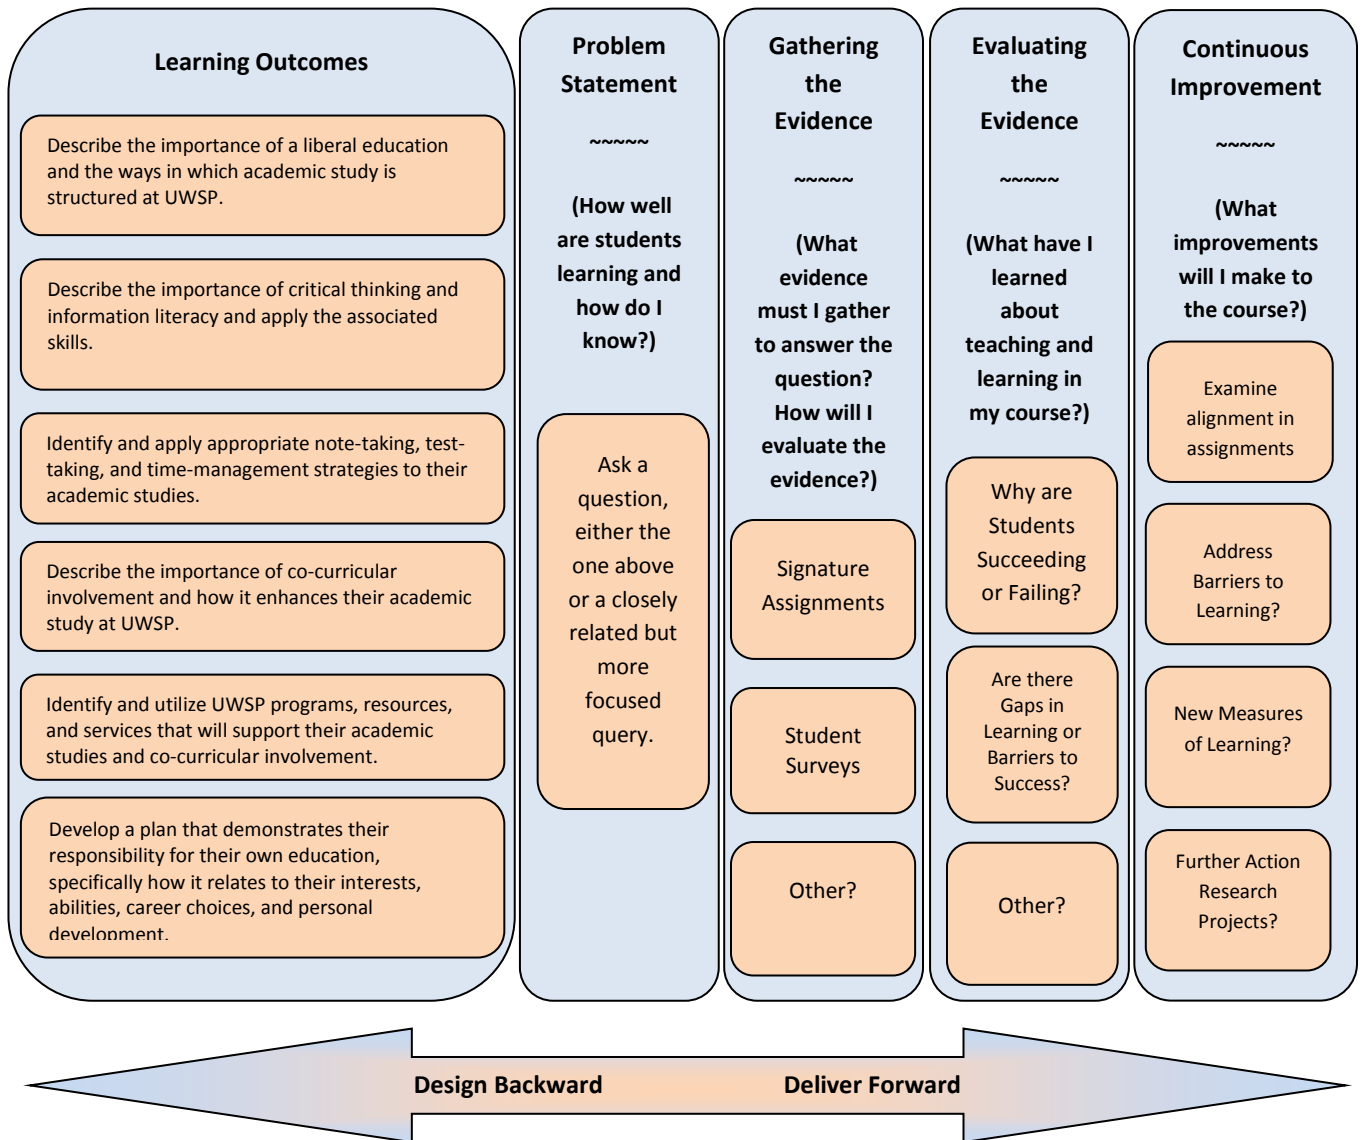 Learning Outcomes
Describe the importance of a liberal education
and the ways in which academic study is
structured at UWSP.
Describe the importance of critical thinking and
information literacy and apply the associated
skills.
Identify and apply appropriate note-taking, test-
taking, and time-management strategies to their
academic studies.
Describe the importance of co-curricular
involvement and how it enhances their academic
study at UWSP.
Identify and utilize UWSP programs, resources,
and services that will support their academic
studies and co-curricular involvement.
Develop a plan that demonstrates their
responsibility for their own education,
specifically how it relates to their interests,
abilities, career choices, and personal
development.
Problem
Statement
~~~~~
(How well
are students
learning and
how do I
know?)
Ask a
question,
either the
one above
or a closely
related but
more
focused
query.
Gathering
the
Evidence
~~~~~
(What
evidence
must I gather
to answer the
question?
How will I
evaluate the
evidence?)
Signature
Assignments
Student
Surveys
Other?
Evaluating
the
Evidence
~~~~~
(What have I
learned
about
teaching and
learning in
my course?)
Why are
Students
Succeeding
or Failing?
Are there
Gaps in
Learning or
Barriers to
Success?
Other?
Continuous
Improvement
~~~~~
(What
improvements
will I make to
the course?)
Examine
alignment in
assignments
Address
Barriers to
Learning?
New Measures
of Learning?
Further Action
Research
Projects?
Design Backward
Deliver Forward